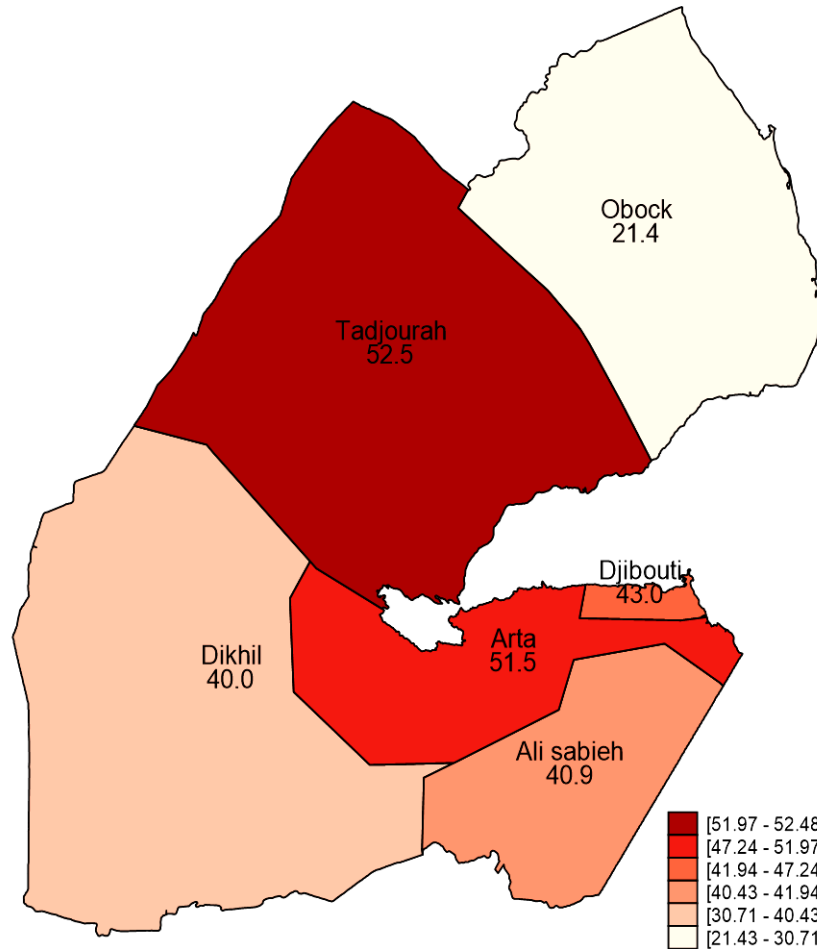 Obock
21.4
Tadjourah
52.5
Djibouti
43.0
Arta
51.5
Dikhil
40.0
Ali sabieh
40.9
[51.97 - 52.48
[47.24 - 51.97
[41.94 - 47.24
[40.43 - 41.94
[30.71 - 40.43
[21.43 - 30.71